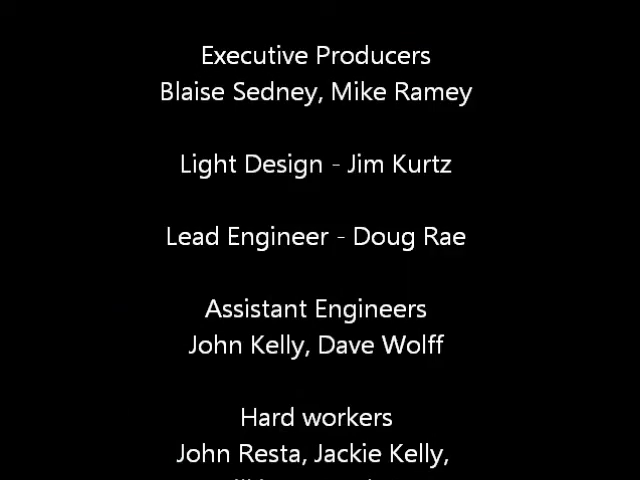 Executive Producers
Blaise Sedney, Mike Ramey
Light Design - Jim Kurtz
Lead Engineer - Doug Rae
Assistant Engineers
John Kelly, Dave Wolff
Hard workers
John Resta, Jackie Kelly,